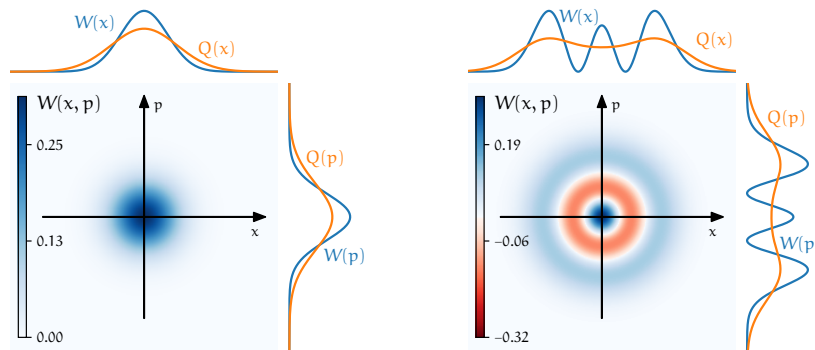 W(x)
Q(x)
W(x, p)
p
0.25
0.13
0.00
x
Q(p)
W(p)
W(x)
Q(x)
W(x, p)
p
0.19
−0.06
−0.32
x
Q(p)
W(p